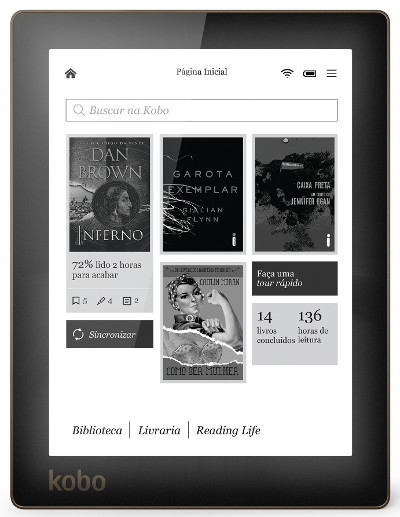 Página Inicial
Buscar na Kobo
DAN
BROWN
INFERNO
GAROTA
EXEMPLAR
GILLIAN
FLYNN
CAIXA PRETA
JENNIFER EGAN
72% lido 2 horas
para acabar
5 4 2
Sincronizar
CAITLIN MORAN
COMO SER MULHER
Faça uma
tour rápido
14 136
livros horas de
concluídos leitura
Biblioteca Livraria Reading Life
kobo